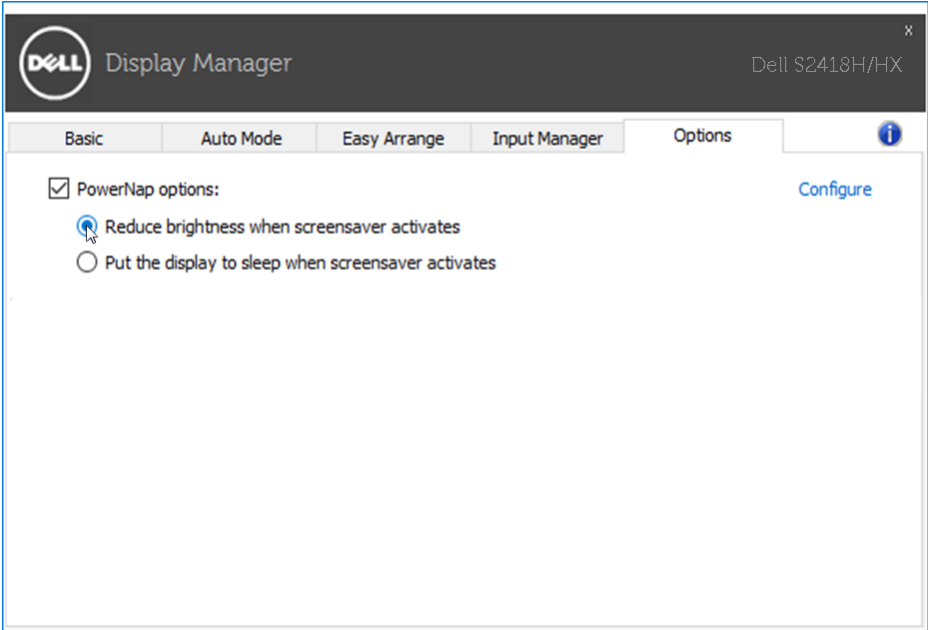 x
DELL Display Manager
Dell S2418H/HX
Basic Auto Mode Easy Arrange Input Manager Options i
PowerNap options: Configure
Reduce brightness when screensaver activates
Put the display to sleep when screensaver activates